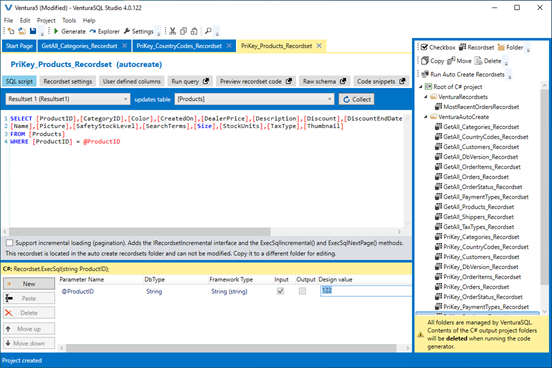 Ventura5 (Modified) - VenturaSQL Studio 4.0.122
File Edit Project Tools Help
Generate Explorer Settings
Start Page GetAll_Categories_Recordset PriKey_CountryCodes_Recordset PriKey_Products_Recordset
PriKey_Products_Recordset (autocreate)
SQL script Recordset settings User defined columns Run query Preview recordset code Raw schema Code snippets
Resultset 1 (Resultset1) updates table: [Products] Collect
1 SELECT [ProductID],[CategoryID],[Color],[CreatedOn],[DealerPrice],[Description],[Discount],[DiscountEndDate
2 [Name],[Picture],[SafetyStockLevel],[SearchTerms],[Size],[StockUnits],[TaxType],[Thumbnail]
3 FROM [Products]
4 WHERE [ProductID] = @ProductID
Support incremental loading (pagination). Adds the IRecordsetIncremental interface and the ExecSqlIncremental() and ExecSqlNextPage() methods.
This recordset is located in the auto create recordsets folder and can not be modified. Copy it to a different folder for editing.
C#: Recordset.ExecSql(string ProductID);
New
Paste
Delete
Move up
Move down
Parameter Name DbType Framework Type Input Output Design value
@ProductID String String (string) 122
Project created
Checkbox Recordset Folder
Copy Move Delete
Run Auto Create Recordsets
Root of C# project
VenturaRecordsets
MostRecentOrdersRecordset
VenturaAutoCreate
GetAll_Categories_Recordset
GetAll_CountryCodes_Recordset
GetAll_Customers_Recordset
GetAll_DbVersion_Recordset
GetAll_OrderItems_Recordset
GetAll_Orders_Recordset
GetAll_OrderStatus_Recordset
GetAll_PaymentTypes_Recordset
GetAll_Products_Recordset
GetAll_Shippers_Recordset
GetAll_TaxTypes_Recordset
PriKey_Categories_Recordset
PriKey_CountryCodes_Recordset
PriKey_Customers_Recordset
PriKey_DbVersion_Recordset
PriKey_OrderItems_Recordset
PriKey_Orders_Recordset
PriKey_OrderStatus_Recordset
PriKey_PaymentTypes_Recordset
All folders are managed by VenturaSQL.
Contents of the C# output project folders
will be deleted when running the code
generator.